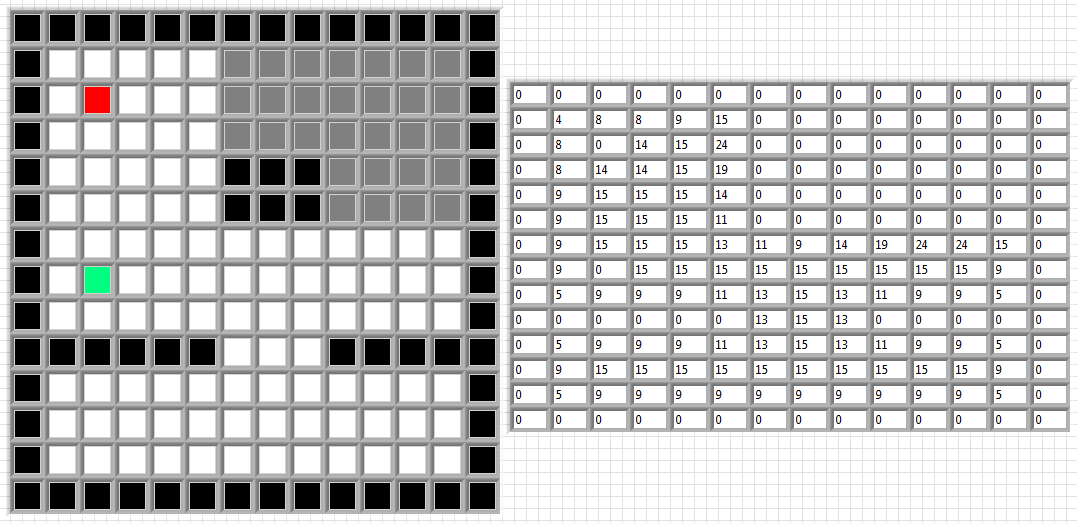 0 0 0 0 0 0 0 0 0 0 0 0 0 0
0 4 8 8 9 15 0 0 0 0 0 0 0 0
0 8 0 14 15 24 0 0 0 0 0 0 0 0
0 8 14 14 15 19 0 0 0 0 0 0 0 0
0 9 15 15 15 14 0 0 0 0 0 0 0 0
0 9 15 15 15 11 0 0 0 0 0 0 0 0
0 9 15 15 15 13 11 9 14 19 24 24 15 0
0 9 0 15 15 15 15 15 15 15 15 15 9 0
0 5 9 9 9 11 13 15 13 11 9 9 5 0
0 0 0 0 0 0 13 15 13 0 0 0 0 0
0 5 9 9 9 11 13 15 13 11 9 9 5 0
0 9 15 15 15 15 15 15 15 15 15 15 9 0
0 5 9 9 9 9 9 9 9 9 9 9 5 0
0 0 0 0 0 0 0 0 0 0 0 0 0 0